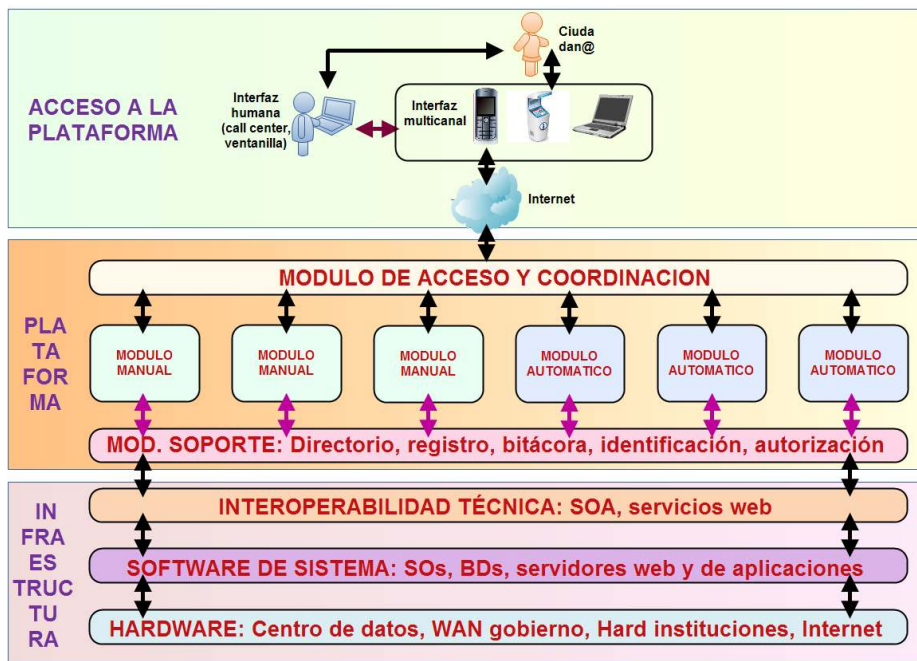 Ciuda
dan@
ACCESO A LA
PLATAFORMA
Interfaz
humana
(call center,
ventanilla)
Interfaz
multicanal
Internet
PLA
TA
FOR
MA
MODULO DE ACCESO Y COORDINACION
MODULO
MANUAL
MODULO
MANUAL
MODULO
MANUAL
MODULO
AUTOMATICO
MODULO
AUTOMATICO
MODULO
AUTOMATICO
MOD. SOPORTE: Directorio, registro, bitácora, identificación, autorización
IN
FRA
ES
TRUC
TU
RA
INTEROPERABILIDAD TÉCNICA: SOA, servicios web
SOFTWARE DE SISTEMA: SOs, BDs, servidores web y de aplicaciones
HARDWARE: Centro de datos, WAN gobierno, Hard instituciones, Internet